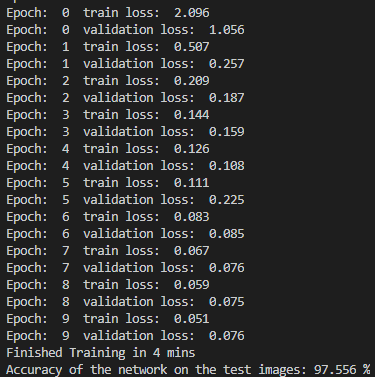 Epoch:  0  train loss:  2.096
Epoch:  0  validation loss:  1.056
Epoch:  1  train loss:  0.507
Epoch:  1  validation loss:  0.257
Epoch:  2  train loss:  0.209
Epoch:  2  validation loss:  0.187
Epoch:  3  train loss:  0.144
Epoch:  3  validation loss:  0.159
Epoch:  4  train loss:  0.126
Epoch:  4  validation loss:  0.108
Epoch:  5  train loss:  0.111
Epoch:  5  validation loss:  0.225
Epoch:  6  train loss:  0.083
Epoch:  6  validation loss:  0.085
Epoch:  7  train loss:  0.067
Epoch:  7  validation loss:  0.076
Epoch:  8  train loss:  0.059
Epoch:  8  validation loss:  0.075
Epoch:  9  train loss:  0.051
Epoch:  9  validation loss:  0.076
Finished Training in 4 mins
Accuracy of the network on the test images: 97.556 %